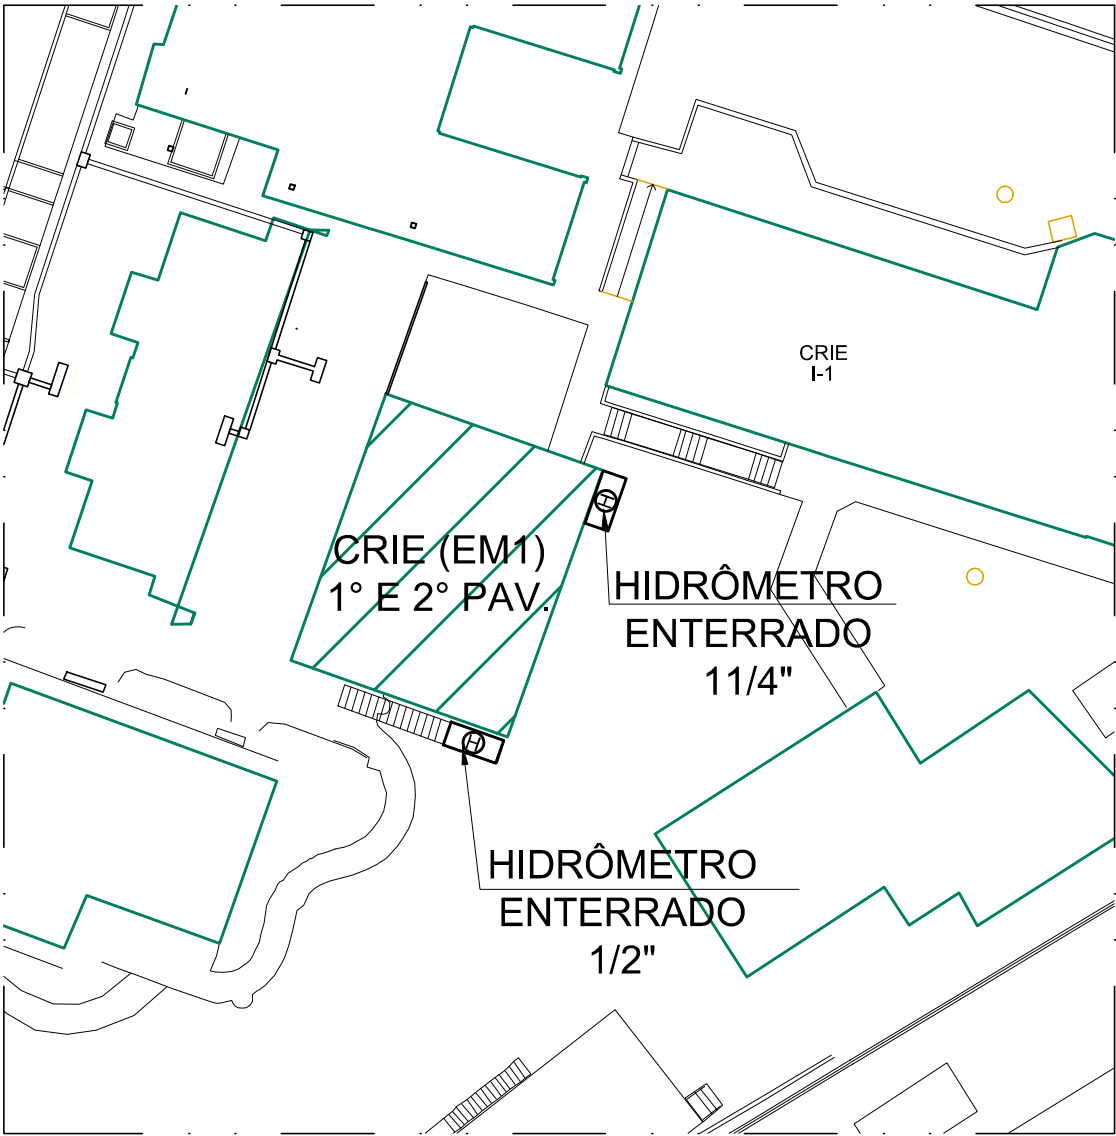 CRIE
I-1
CRIE (EM1)
1° E 2° PAV.
HIDRÔMETRO
ENTERRADO
11/4"
HIDRÔMETRO
ENTERRADO
1/2"
H
H